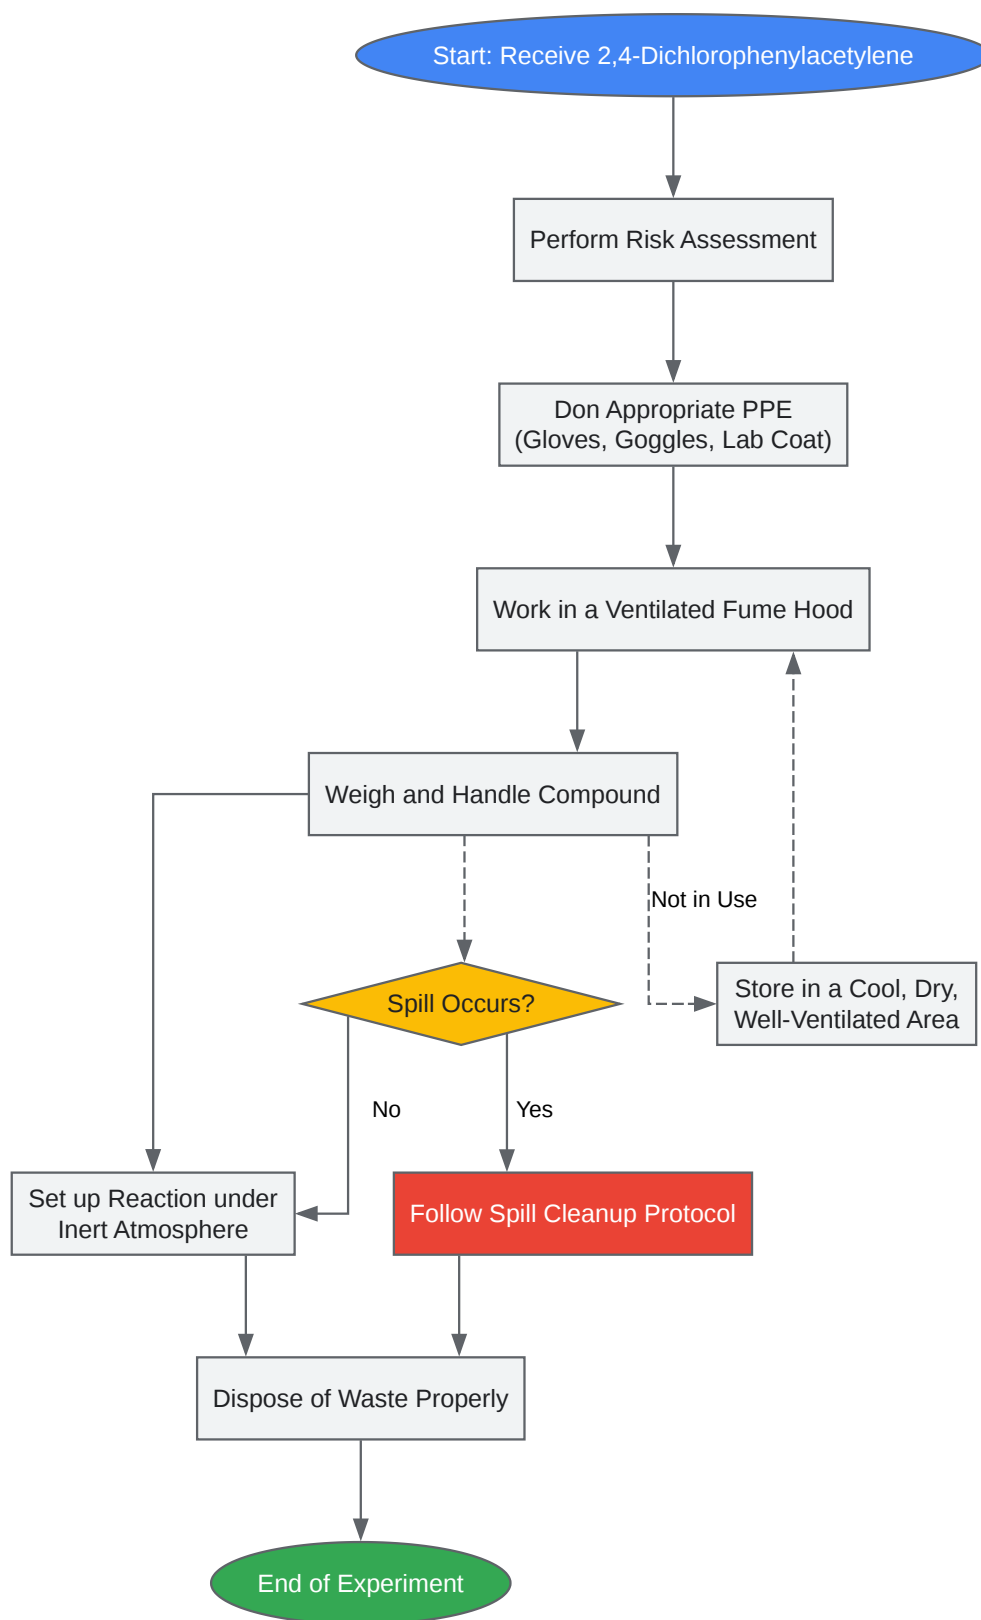 Start: Receive 2,4-Dichlorophenylacetylene
Perform Risk Assessment
Don Appropriate PPE
(Gloves, Goggles, Lab Coat)
Work in a Ventilated Fume Hood
Weigh and Handle Compound
Not in Use
Store in a Cool, Dry,
Well-Ventilated Area
Spill Occurs?
No
Yes
Set up Reaction under
Inert Atmosphere
Follow Spill Cleanup Protocol
Dispose of Waste Properly
End of Experiment